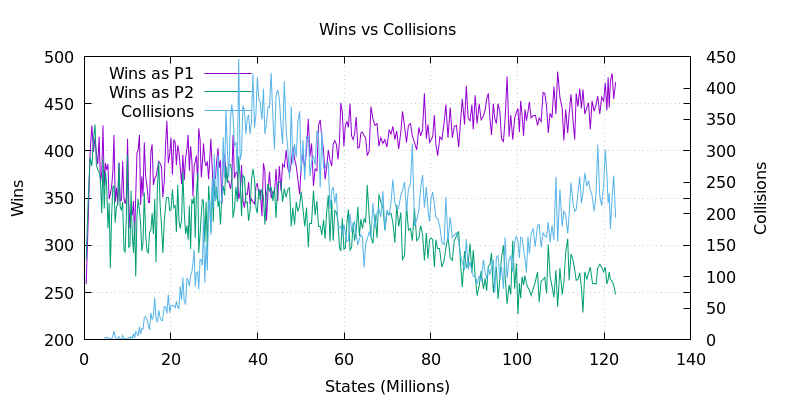 Wins vs Collisions
500 450
Wins as P1
Wins as P2
Collisions
450 400
400 350
350 300
300 250
250 200
200 150
100
50
0
Wins
Collisions
0 20 40 60 80 100 120 140
States (Millions)